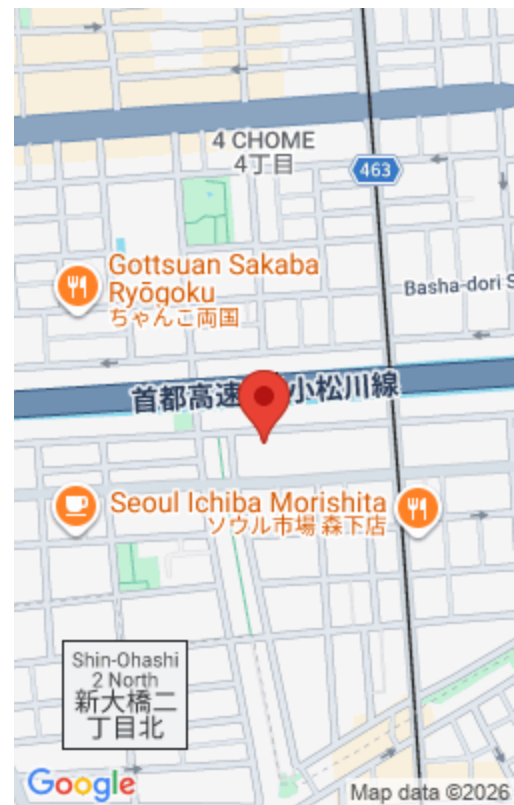 4 CHOME
4丁目
463
Gottsuan Sakaba
Ryōgoku
ちゃんこ両国
Basha-dori S
首都高速 小松川線
Seoul Ichiba Morishita
ソウル市場 森下店
Shin-Ohashi
2 North
新大橋二
丁目北
Google
Map data ©2026